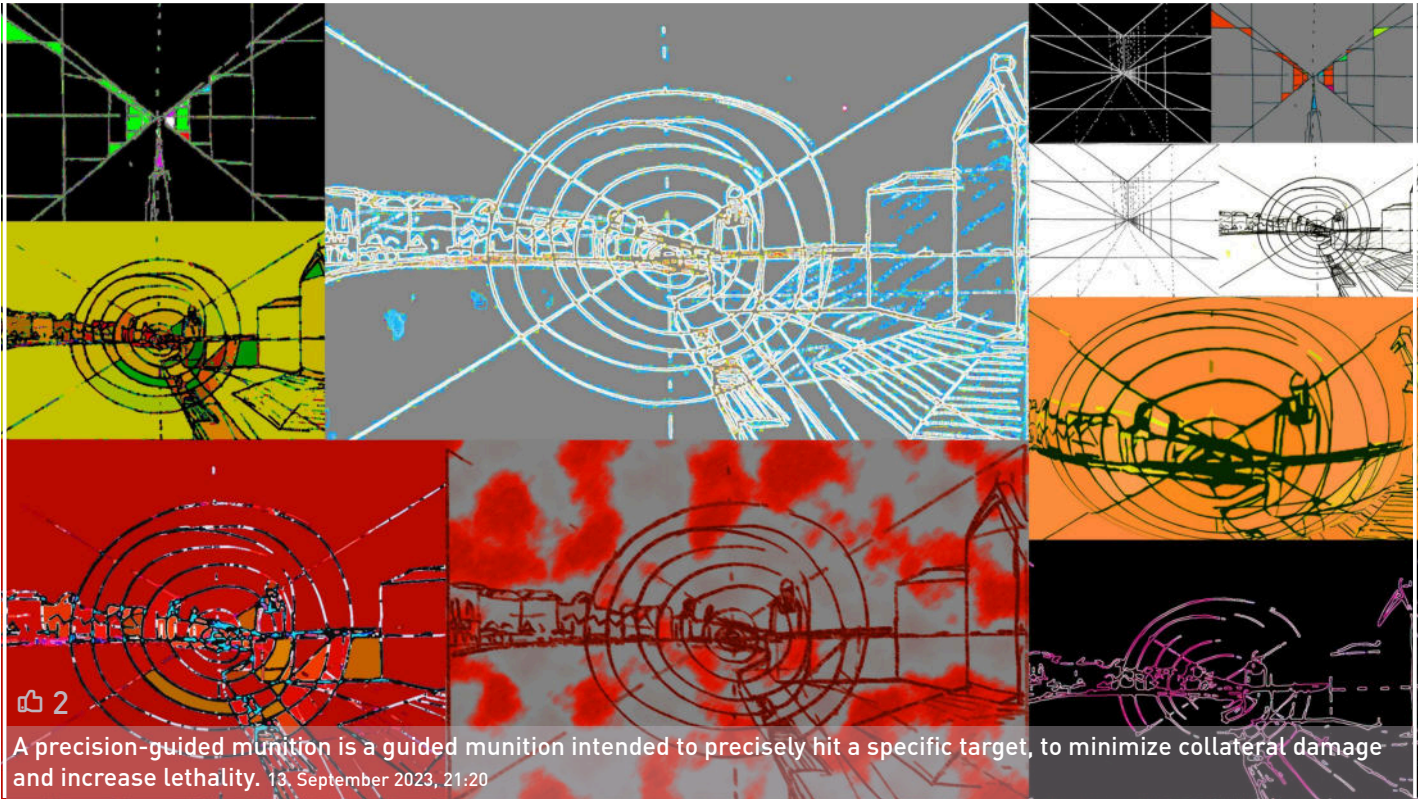 2
A precision-guided munition is a guided munition intended to precisely hit a specific target, to minimize collateral damage
and increase lethality. 13. September 2023, 21:20